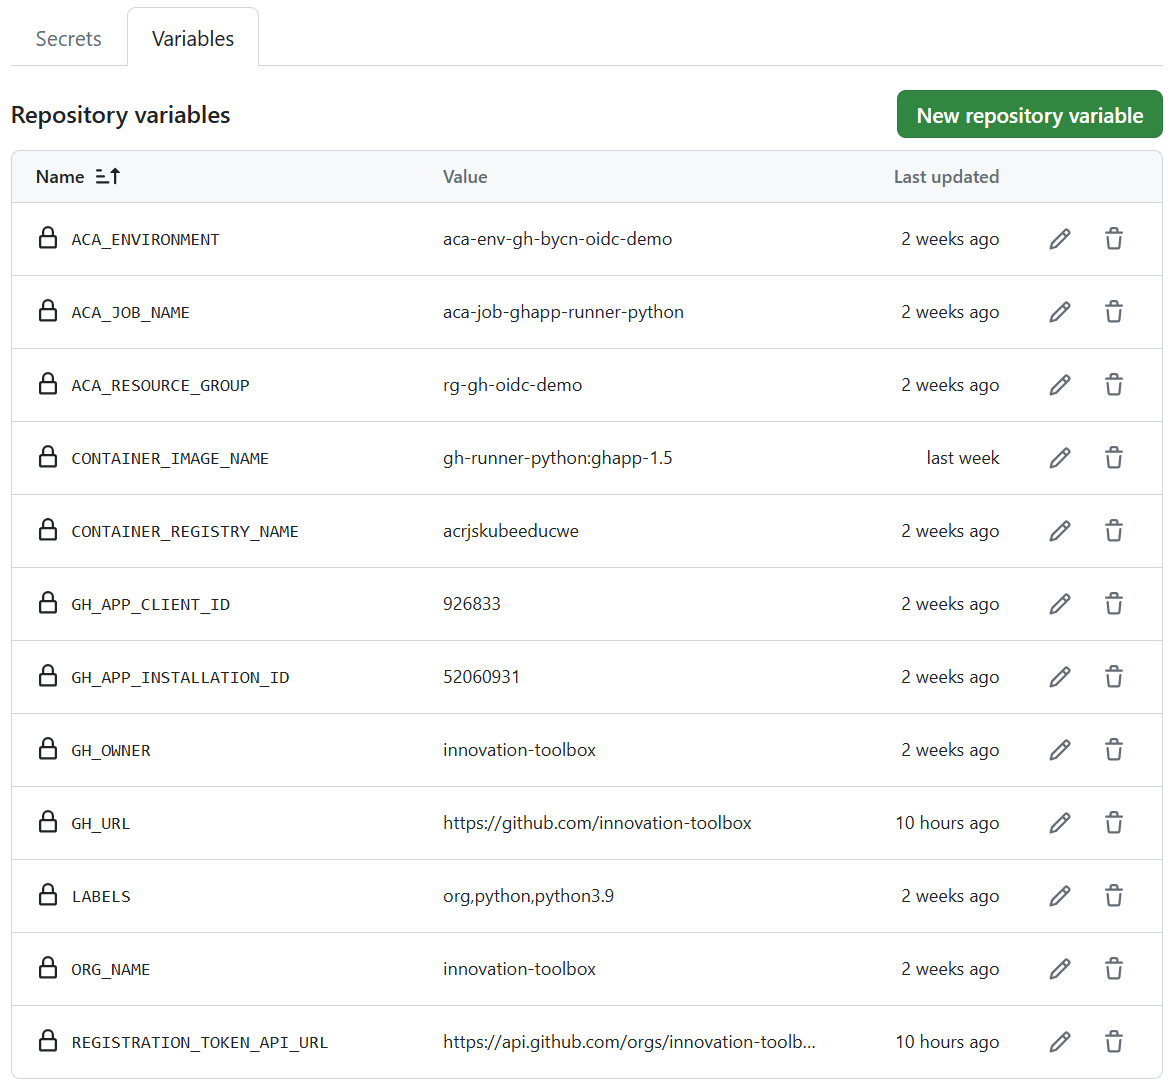 Secrets Variables
Repository variables New repository variable
Name Value Last updated
ACA_ENVIRONMENT aca-env-gh-bycn-oidc-demo 2 weeks ago
ACA_JOB_NAME aca-job-ghapp-runner-python 2 weeks ago
ACA_RESOURCE_GROUP rg-gh-oidc-demo 2 weeks ago
CONTAINER_IMAGE_NAME gh-runner-python:ghapp-1.5 last week
CONTAINER_REGISTRY_NAME acrjskubeeducwe 2 weeks ago
GH_APP_CLIENT_ID 926833 2 weeks ago
GH_APP_INSTALLATION_ID 52060931 2 weeks ago
GH_OWNER innovation-toolbox 2 weeks ago
GH_URL https://github.com/innovation-toolbox 10 hours ago
LABELS org,python,python3.9 2 weeks ago
ORG_NAME innovation-toolbox 2 weeks ago
REGISTRATION_TOKEN_API_URL https://api.github.com/orgs/innovation-toolb... 10 hours ago